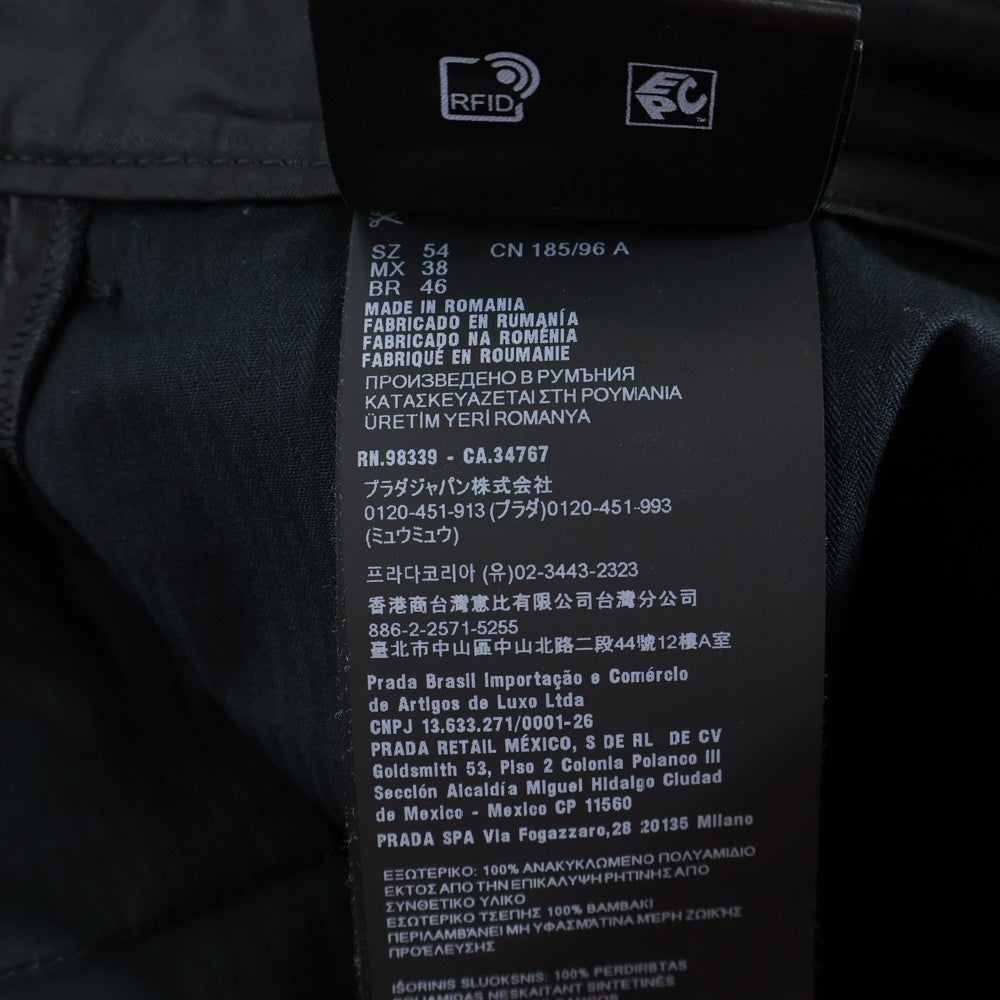 RFID
EPC™
SZ 54 CN 185/96 A
MX 38
BR 46
MADE IN ROMANIA
FABRICADO EN RUMANÍA
FABRICADO NA ROMÉNIA
FABRIQUÉ EN ROUMANIE
ПРОИЗВЕДЕНО В РУМЪНИЯ
ΚΑΤΑΣΚΕΥΑΖΕΤΑΙ ΣΤΗ ΡΟΥΜΑΝΙΑ
ÜRETİM YERİ ROMANYA
RN.98339 - CA.34767
プラダジャパン株式会社
0120-451-913 (プラダ)0120-451-993
(ミュウミュウ)
프라다코리아 (유)02-3443-2323
香港商台灣意比有限公司台灣分公司
886-2-2571-5255
臺北市中山區中山北路二段44號12樓A室
Prada Brasil Importação e Comércio
de Artigos de Luxo Ltda
CNPJ 13.633.271/0001-26
PRADA RETAIL MÉXICO, S DE RL DE CV
Goldsmith 53, Piso 2 Colonia Polanco III
Sección Alcaldía Miguel Hidalgo Ciudad
de Mexico - Mexico CP 11560
PRADA SPA Via Fogazzaro,28 20135 Milano
ΕΞΩΤΕΡΙΚΟ: 100% ΑΝΑΚΥΚΛΩΜΕΝΟ ΠΟΛΥΑΜΙΔΙΟ
ΕΚΤΟΣ ΑΠΟ ΤΗΝ ΕΠΙΚΑΛΥΨΗ ΡΗΤΙΝΗΣ ΑΠΟ
ΣΥΝΘΕΤΙΚΟ ΥΛΙΚΟ
ΕΣΩΤΕΡΙΚΟ ΤΣΕΠΗΣ 100% ΒΑΜΒΑΚΙ
ΠΕΡΙΛΑΜΒΑΝΕΙ ΜΗ ΥΦΑΣΜΑΤΙΝΑ ΜΕΡΗ ΖΩΙΚΗΣ
ΠΡΟΈΛΕΥΣΗΣ
IŠORINIS SLUOKSNIS: 100% PERDIRBTAS
POLIAMIDAS NESKAITANT SINTETINĖS